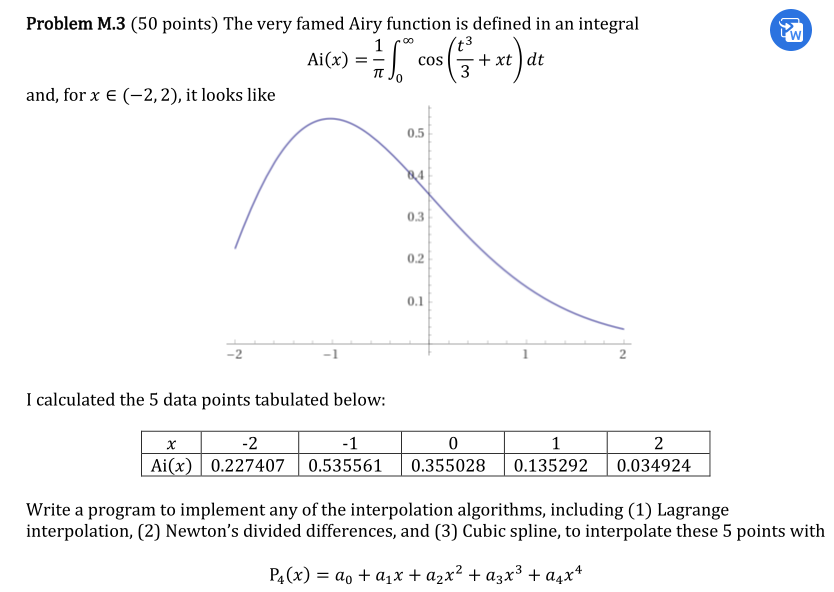 Problem M.3 (50 points) The very famed Airy function is defined in an integral
Ai(x) = 1/π ∫₀^∞ cos(t³/3 + xt) dt
and, for x ∈ (−2, 2), it looks like
0.5
0.4
0.3
0.2
0.1
−2 −1 1 2
I calculated the 5 data points tabulated below:
x -2 -1 0 1 2
Ai(x) 0.227407 0.535561 0.355028 0.135292 0.034924
Write a program to implement any of the interpolation algorithms, including (1) Lagrange
interpolation, (2) Newton's divided differences, and (3) Cubic spline, to interpolate these 5 points with
P₄(x) = a₀ + a₁x + a₂x² + a₃x³ + a₄x⁴
W